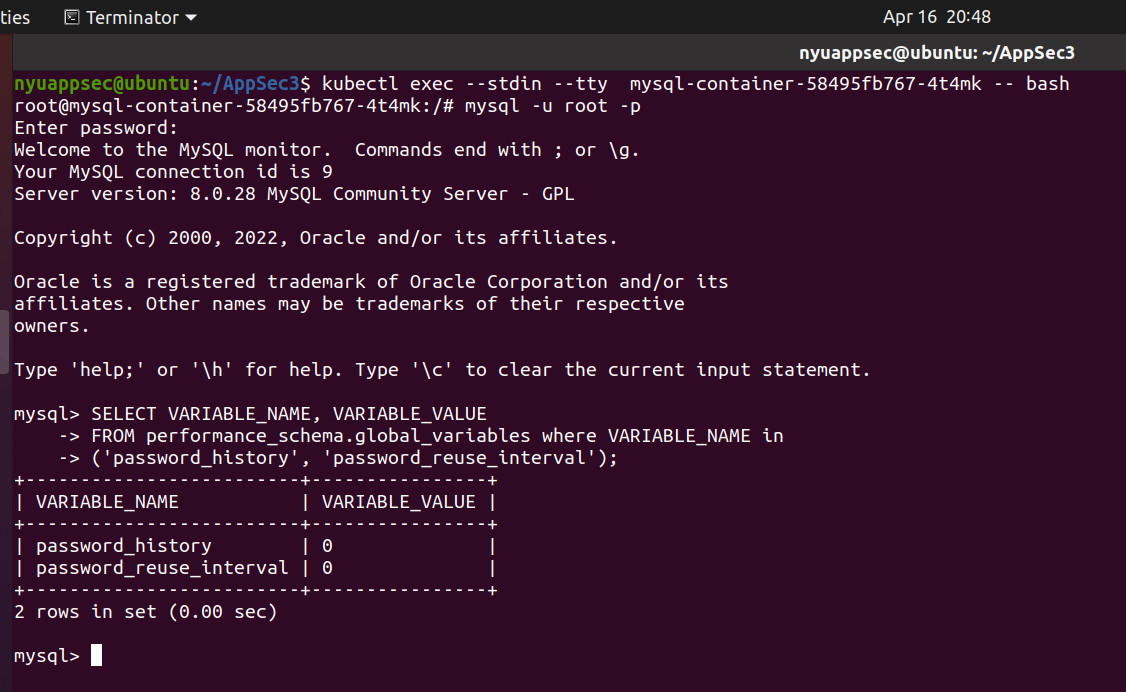 ties Terminator Apr 16 20:48
nyuappsec@ubuntu: ~/AppSec3
nyuappsec@ubuntu:~/AppSec3$ kubectl exec --stdin --tty  mysql-container-58495fb767-4t4mk -- bash
root@mysql-container-58495fb767-4t4mk:/# mysql -u root -p
Enter password:
Welcome to the MySQL monitor.  Commands end with ; or \g.
Your MySQL connection id is 9
Server version: 8.0.28 MySQL Community Server - GPL
Copyright (c) 2000, 2022, Oracle and/or its affiliates.
Oracle is a registered trademark of Oracle Corporation and/or its
affiliates. Other names may be trademarks of their respective
owners.
Type 'help;' or '\h' for help. Type '\c' to clear the current input statement.
mysql> SELECT VARIABLE_NAME, VARIABLE_VALUE
    -> FROM performance_schema.global_variables where VARIABLE_NAME in
    -> ('password_history', 'password_reuse_interval');
+-------------------------+----------------+
| VARIABLE_NAME           | VARIABLE_VALUE |
+-------------------------+----------------+
| password_history        | 0              |
| password_reuse_interval | 0              |
+-------------------------+----------------+
2 rows in set (0.00 sec)
mysql>